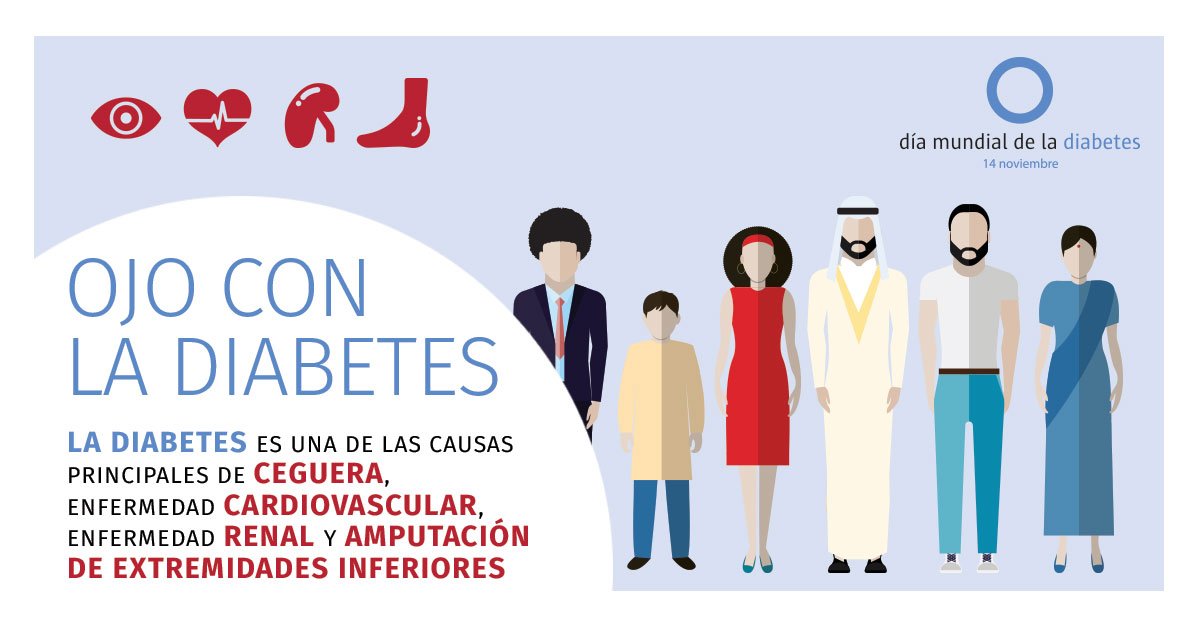 día mundial de la diabetes
14 noviembre
OJO CON
LA DIABETES
LA DIABETES ES UNA DE LAS CAUSAS
PRINCIPALES DE CEGUERA,
ENFERMEDAD CARDIOVASCULAR,
ENFERMEDAD RENAL Y AMPUTACIÓN
DE EXTREMIDADES INFERIORES